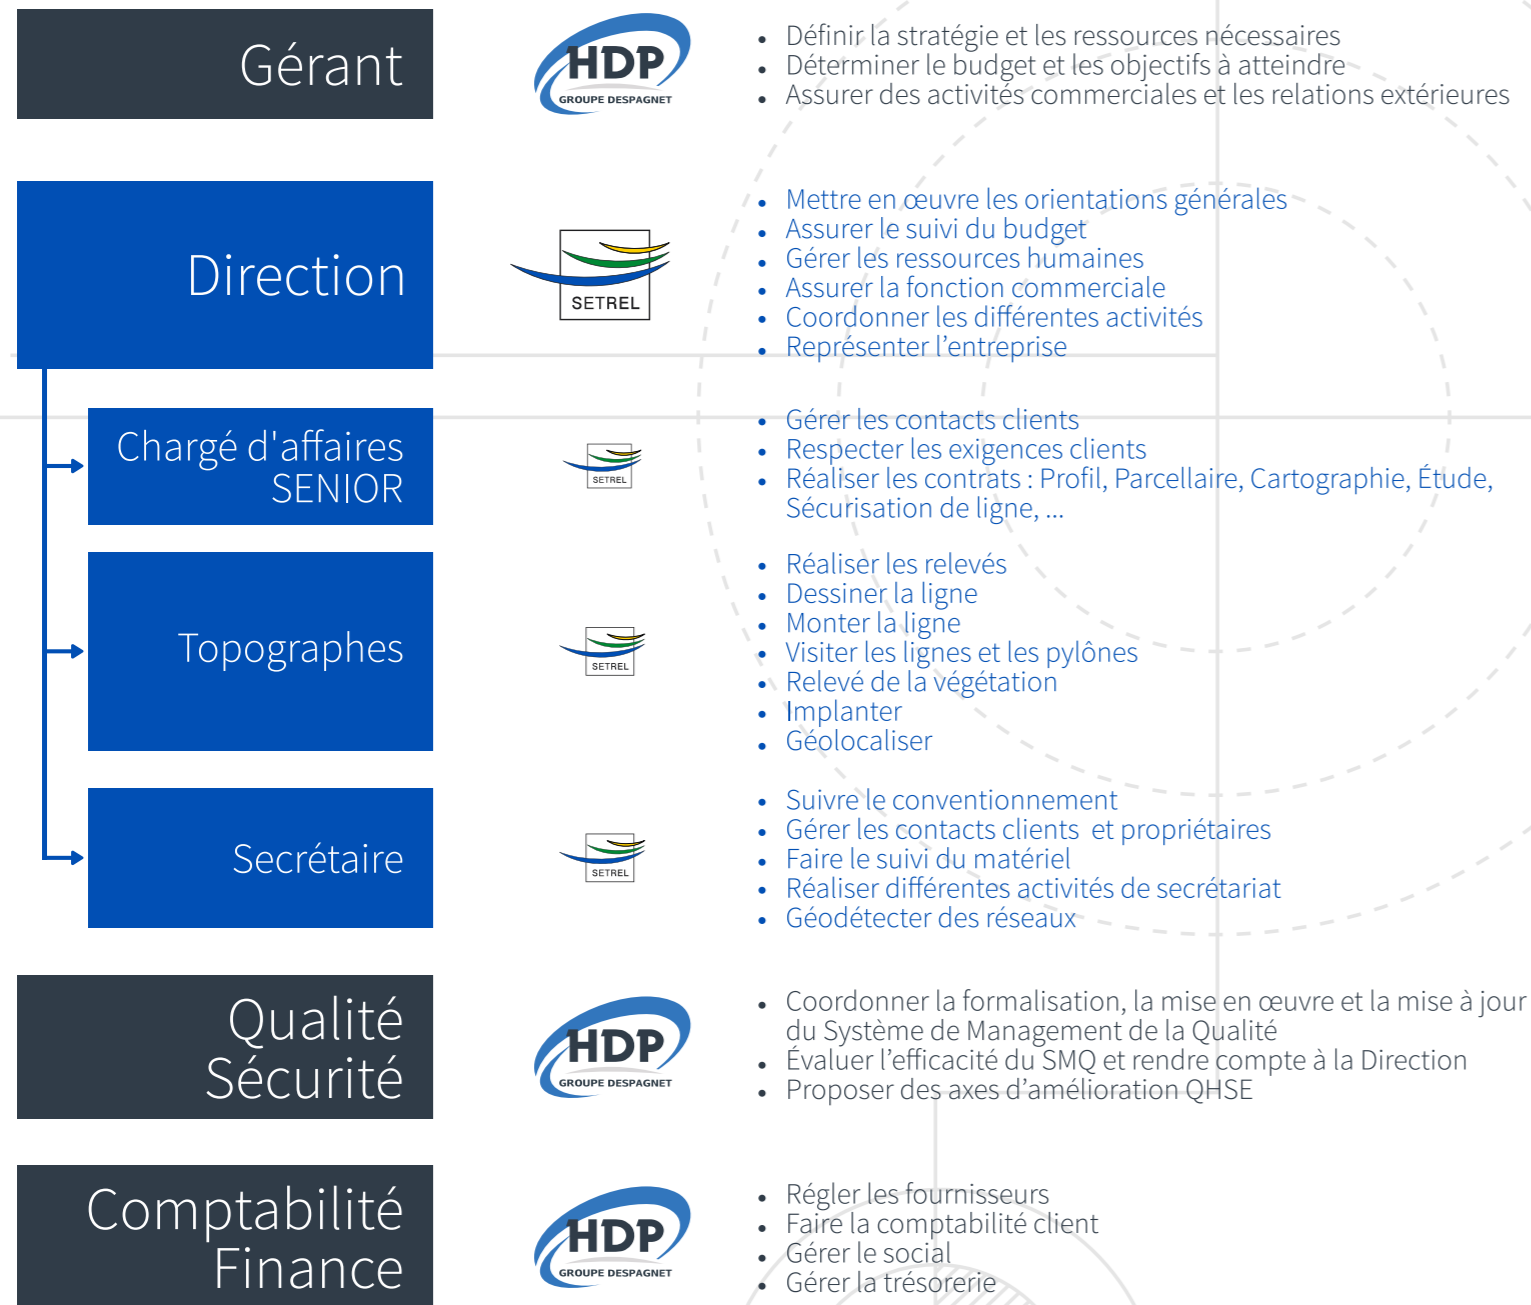 Gérant
HDP
GROUPE DESPAGNET
• Définir la stratégie et les ressources nécessaires
• Déterminer le budget et les objectifs à atteindre
• Assurer des activités commerciales et les relations extérieures
Direction
SETREL
• Mettre en œuvre les orientations générales
• Assurer le suivi du budget
• Gérer les ressources humaines
• Assurer la fonction commerciale
• Coordonner les différentes activités
• Représenter l’entreprise
Chargé d'affaires
SENIOR
SETREL
• Gérer les contacts clients
• Respecter les exigences clients
• Réaliser les contrats : Profil, Parcellaire, Cartographie, Étude,
Sécurisation de ligne, ...
Topographes
SETREL
• Réaliser les relevés
• Dessiner la ligne
• Monter la ligne
• Visiter les lignes et les pylônes
• Relevé de la végétation
• Implanter
• Géolocaliser
Secrétaire
SETREL
• Suivre le conventionnement
• Gérer les contacts clients  et propriétaires
• Faire le suivi du matériel
• Réaliser différentes activités de secrétariat
• Géodétecter des réseaux
Qualité
Sécurité
HDP
GROUPE DESPAGNET
• Coordonner la formalisation, la mise en œuvre et la mise à jour
du Système de Management de la Qualité
• Évaluer l’efficacité du SMQ et rendre compte à la Direction
• Proposer des axes d’amélioration QHSE
Comptabilité
Finance
HDP
GROUPE DESPAGNET
• Régler les fournisseurs
• Faire la comptabilité client
• Gérer le social
• Gérer la trésorerie